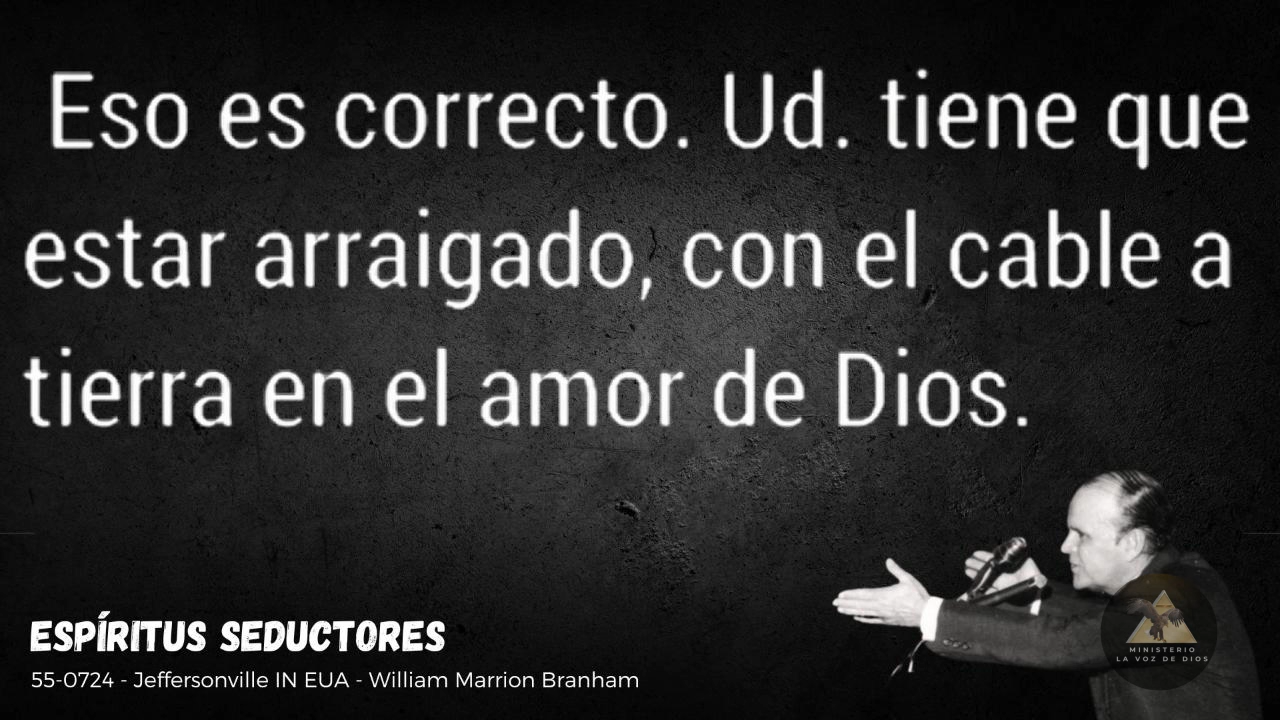 Eso es correcto. Ud. tiene que
estar arraigado, con el cable a
tierra en el amor de Dios.
ESPÍRITUS SEDUCTORES
55-0724 - Jeffersonville IN EUA - William Marrion Branham
MINISTERIO
LA VOZ DE DIOS